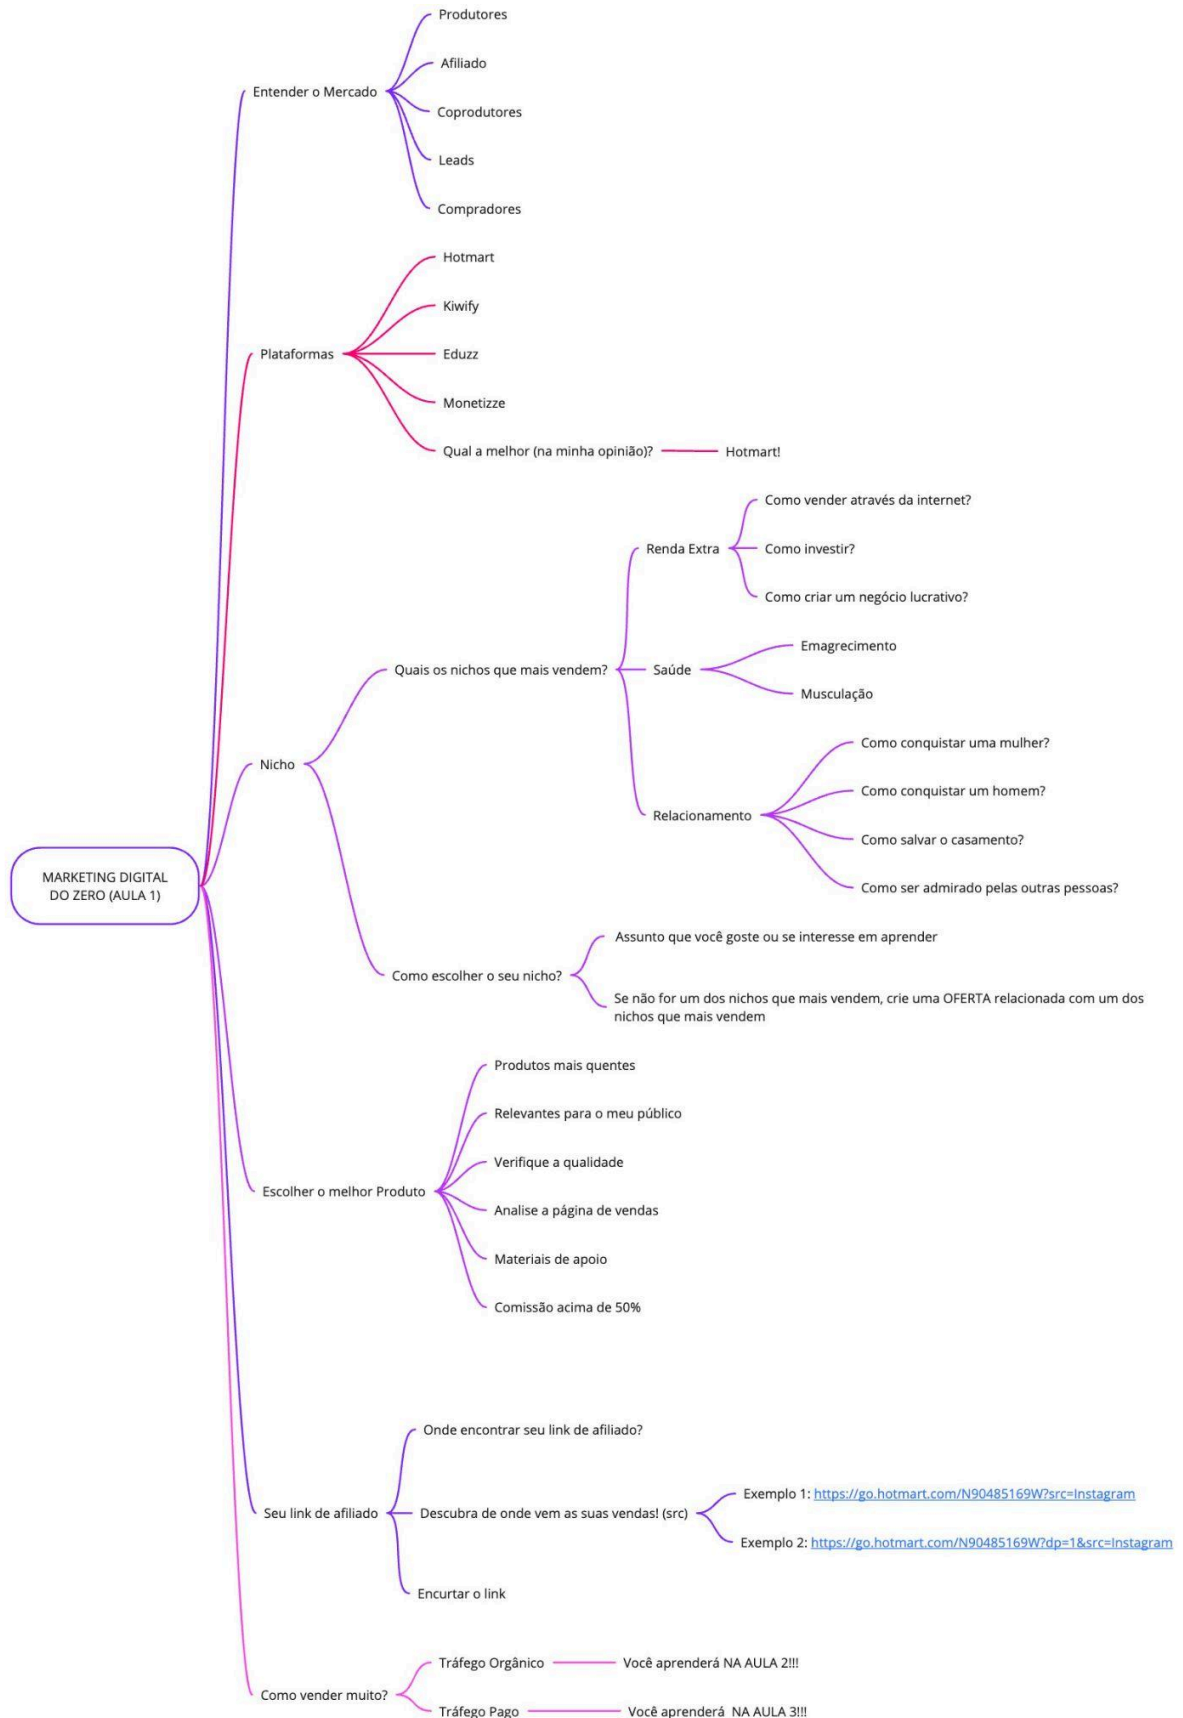 MARKETING DIGITAL
DO ZERO (AULA 1)
Entender o Mercado
Produtores
Afiliado
Coprodutores
Leads
Compradores
Plataformas
Hotmart
Kiwify
Eduzz
Monetizze
Qual a melhor (na minha opinião)?
Hotmart!
Nicho
Quais os nichos que mais vendem?
Renda Extra
Como vender através da internet?
Como investir?
Como criar um negócio lucrativo?
Saúde
Emagrecimento
Musculação
Relacionamento
Como conquistar uma mulher?
Como conquistar um homem?
Como salvar o casamento?
Como ser admirado pelas outras pessoas?
Como escolher o seu nicho?
Assunto que você goste ou se interesse em aprender
Se não for um dos nichos que mais vendem, crie uma OFERTA relacionada com um dos
nichos que mais vendem
Escolher o melhor Produto
Produtos mais quentes
Relevantes para o meu público
Verifique a qualidade
Analise a página de vendas
Materiais de apoio
Comissão acima de 50%
Seu link de afiliado
Onde encontrar seu link de afiliado?
Descubra de onde vem as suas vendas! (src)
Exemplo 1: https://go.hotmart.com/N90485169W?src=Instagram
Exemplo 2: https://go.hotmart.com/N90485169W?dp=1&src=Instagram
Encurtar o link
Como vender muito?
Tráfego Orgânico
Você aprenderá NA AULA 2!!!
Tráfego Pago
Você aprenderá  NA AULA 3!!!